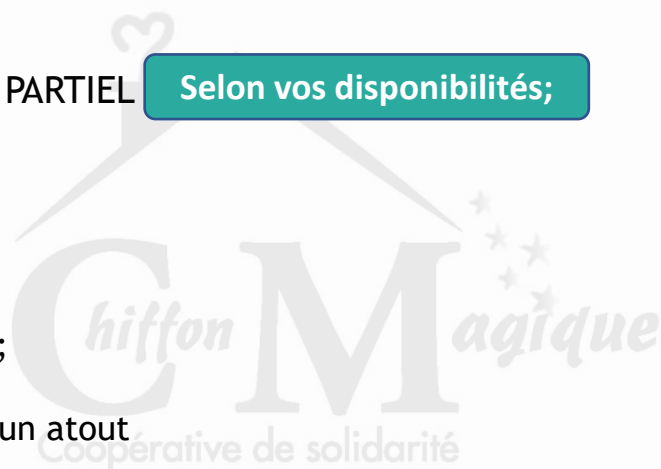 PARTIEL Selon vos disponibilités;
Chiffon Magique
;
un atout
Coopérative de solidarité